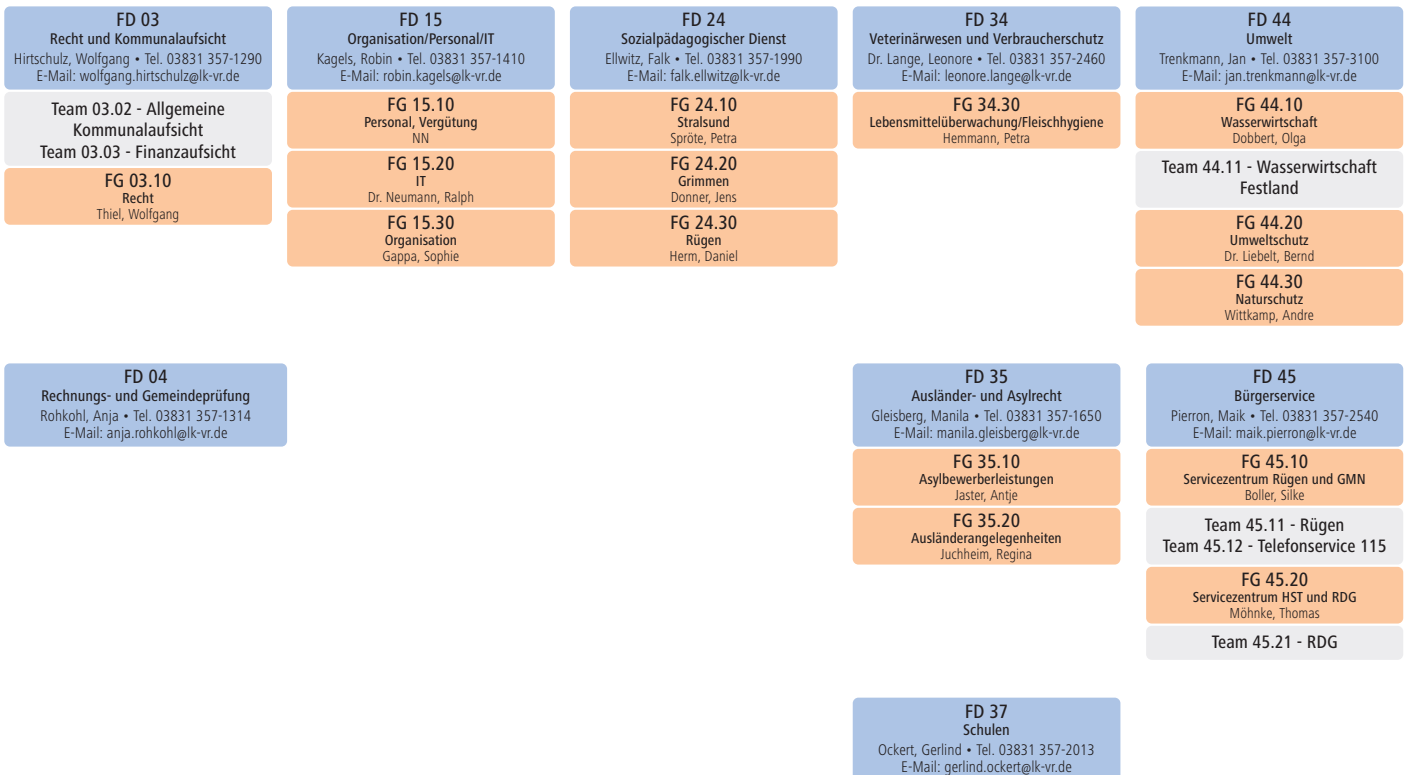 FD 03
Recht und Kommunalaufsicht
Hirtschulz, Wolfgang • Tel. 03831 357-1290
E-Mail: wolfgang.hirtschulz@lk-vr.de
Team 03.02 - Allgemeine
Kommunalaufsicht
Team 03.03 - Finanzaufsicht
FG 03.10
Recht
Thiel, Wolfgang
FD 15
Organisation/Personal/IT
Kagels, Robin • Tel. 03831 357-1410
E-Mail: robin.kagels@lk-vr.de
FG 15.10
Personal, Vergütung
NN
FG 15.20
IT
Dr. Neumann, Ralph
FG 15.30
Organisation
Gappa, Sophie
FD 24
Sozialpädagogischer Dienst
Ellwitz, Falk • Tel. 03831 357-1990
E-Mail: falk.ellwitz@lk-vr.de
FG 24.10
Stralsund
Spröte, Petra
FG 24.20
Grimmen
Donner, Jens
FG 24.30
Rügen
Herm, Daniel
FD 34
Veterinärwesen und Verbraucherschutz
Dr. Lange, Leonore • Tel. 03831 357-2460
E-Mail: leonore.lange@lk-vr.de
FG 34.30
Lebensmittelüberwachung/Fleischhygiene
Hemmann, Petra
FD 44
Umwelt
Trenkmann, Jan • Tel. 03831 357-3100
E-Mail: jan.trenkmann@lk-vr.de
FG 44.10
Wasserwirtschaft
Dobbert, Olga
Team 44.11 - Wasserwirtschaft
Festland
FG 44.20
Umweltschutz
Dr. Liebelt, Bernd
FG 44.30
Naturschutz
Wittkamp, Andre
FD 04
Rechnungs- und Gemeindeprüfung
Rohkohl, Anja • Tel. 03831 357-1314
E-Mail: anja.rohkohl@lk-vr.de
FD 35
Ausländer- und Asylrecht
Gleisberg, Manila • Tel. 03831 357-1650
E-Mail: manila.gleisberg@lk-vr.de
FG 35.10
Asylbewerberleistungen
Jaster, Antje
FG 35.20
Ausländerangelegenheiten
Juchheim, Regina
FD 45
Bürgerservice
Pierron, Maik • Tel. 03831 357-2540
E-Mail: maik.pierron@lk-vr.de
FG 45.10
Servicezentrum Rügen und GMN
Boller, Silke
Team 45.11 - Rügen
Team 45.12 - Telefonservice 115
FG 45.20
Servicezentrum HST und RDG
Möhnke, Thomas
Team 45.21 - RDG
FD 37
Schulen
Ockert, Gerlind • Tel. 03831 357-2013
E-Mail: gerlind.ockert@lk-vr.de